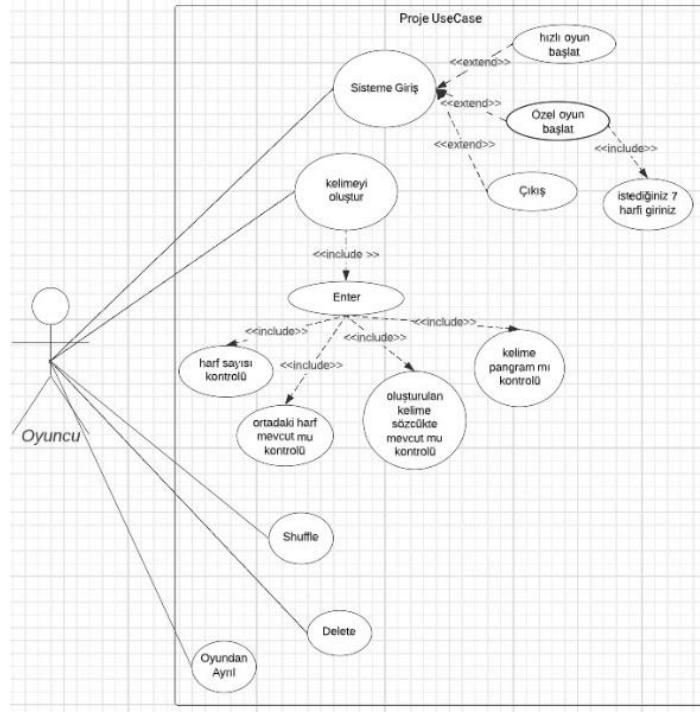 Proje UseCase
hızlı oyun
başlat
<<extend>>
Sisteme Giriş
<<extend>>
Özel oyun
başlat
<<extend>>
<<include>>
kelimeyi
oluştur
Çıkış
istediğiniz 7
harfi giriniz
<<include >>
Enter
<<include>>
<<include>>
<<include>>
<<include>>
harf sayısı
kontrolü
kelime
pangram mı
kontrolü
ortadaki harf
mevcut mu
kontrolü
oluşturulan
kelime
sözcükte
mevcut mu
kontrolü
Oyuncu
Shuffle
Delete
Oyundan
Ayrıl